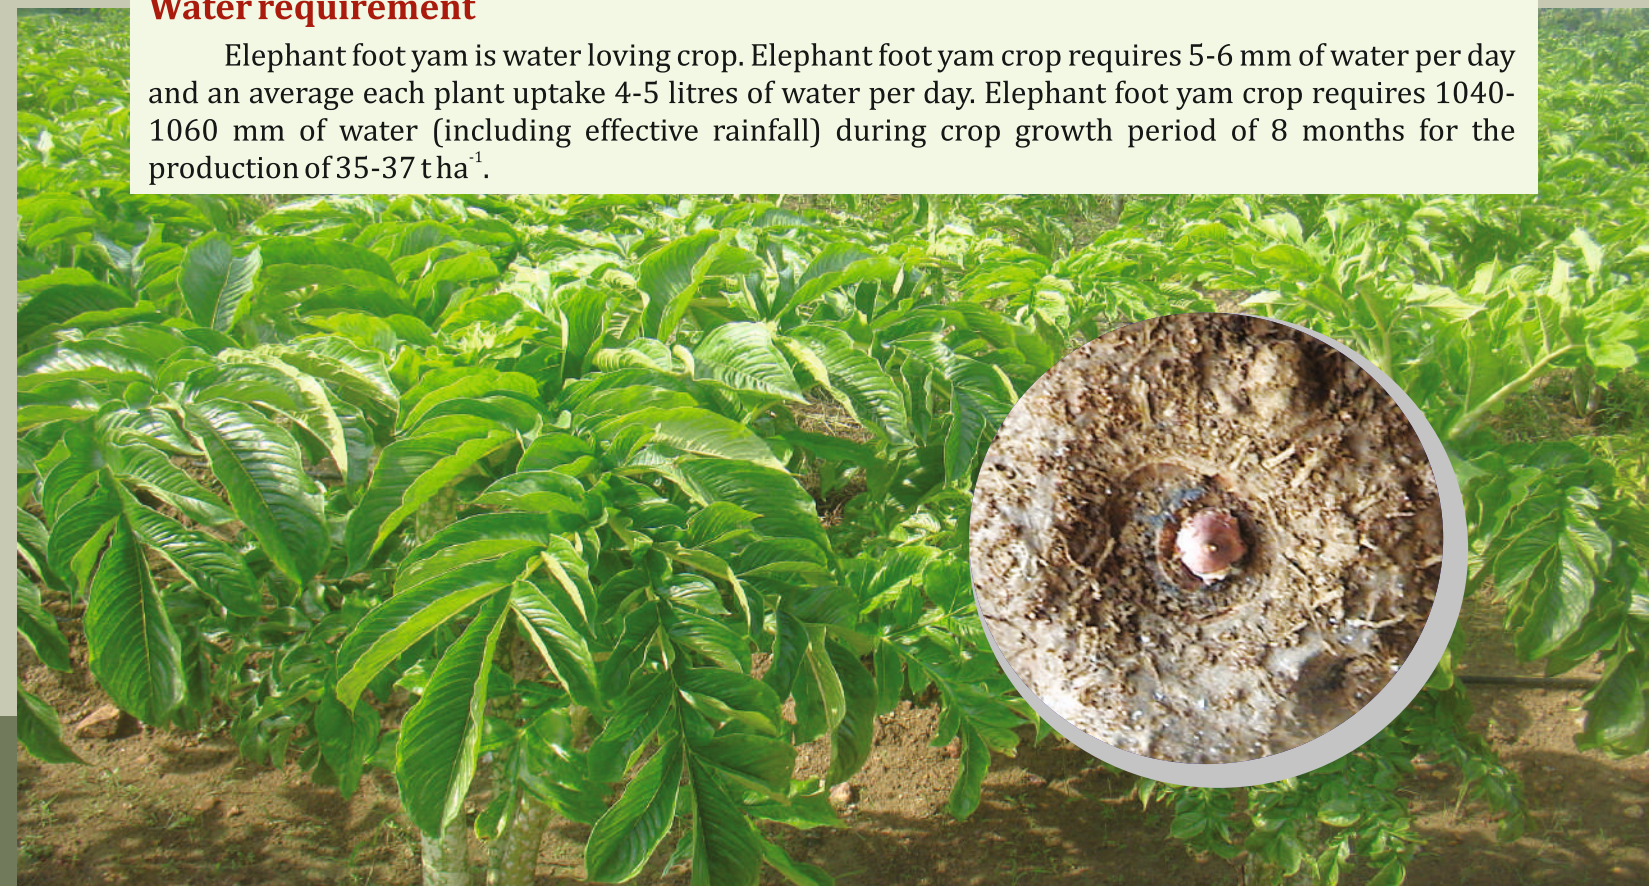 Water requirement
Elephant foot yam is water loving crop. Elephant foot yam crop requires 5-6 mm of water per day
and an average each plant uptake 4-5 litres of water per day. Elephant foot yam crop requires 1040-
1060 mm of water (including effective rainfall) during crop growth period of 8 months for the
production of 35-37 t ha⁻¹.